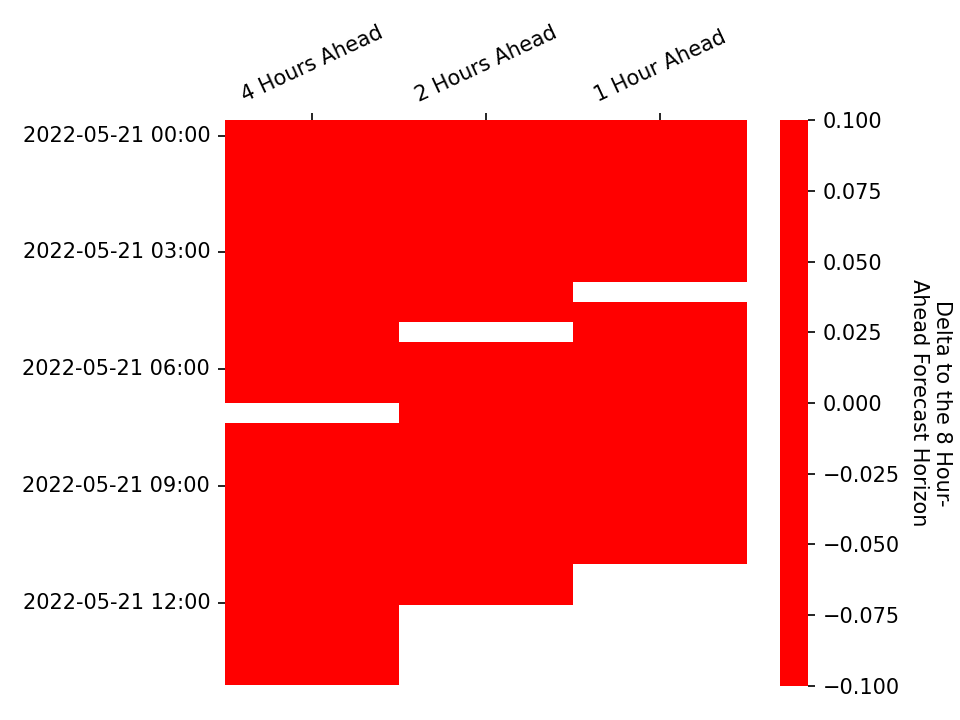 4 Hours Ahead
2 Hours Ahead
1 Hour Ahead
2022-05-21 00:00
2022-05-21 03:00
2022-05-21 06:00
2022-05-21 09:00
2022-05-21 12:00
0.100
0.075
0.050
0.025
0.000
−0.025
−0.050
−0.075
−0.100
Delta to the 8 Hour-
Ahead Forecast Horizon